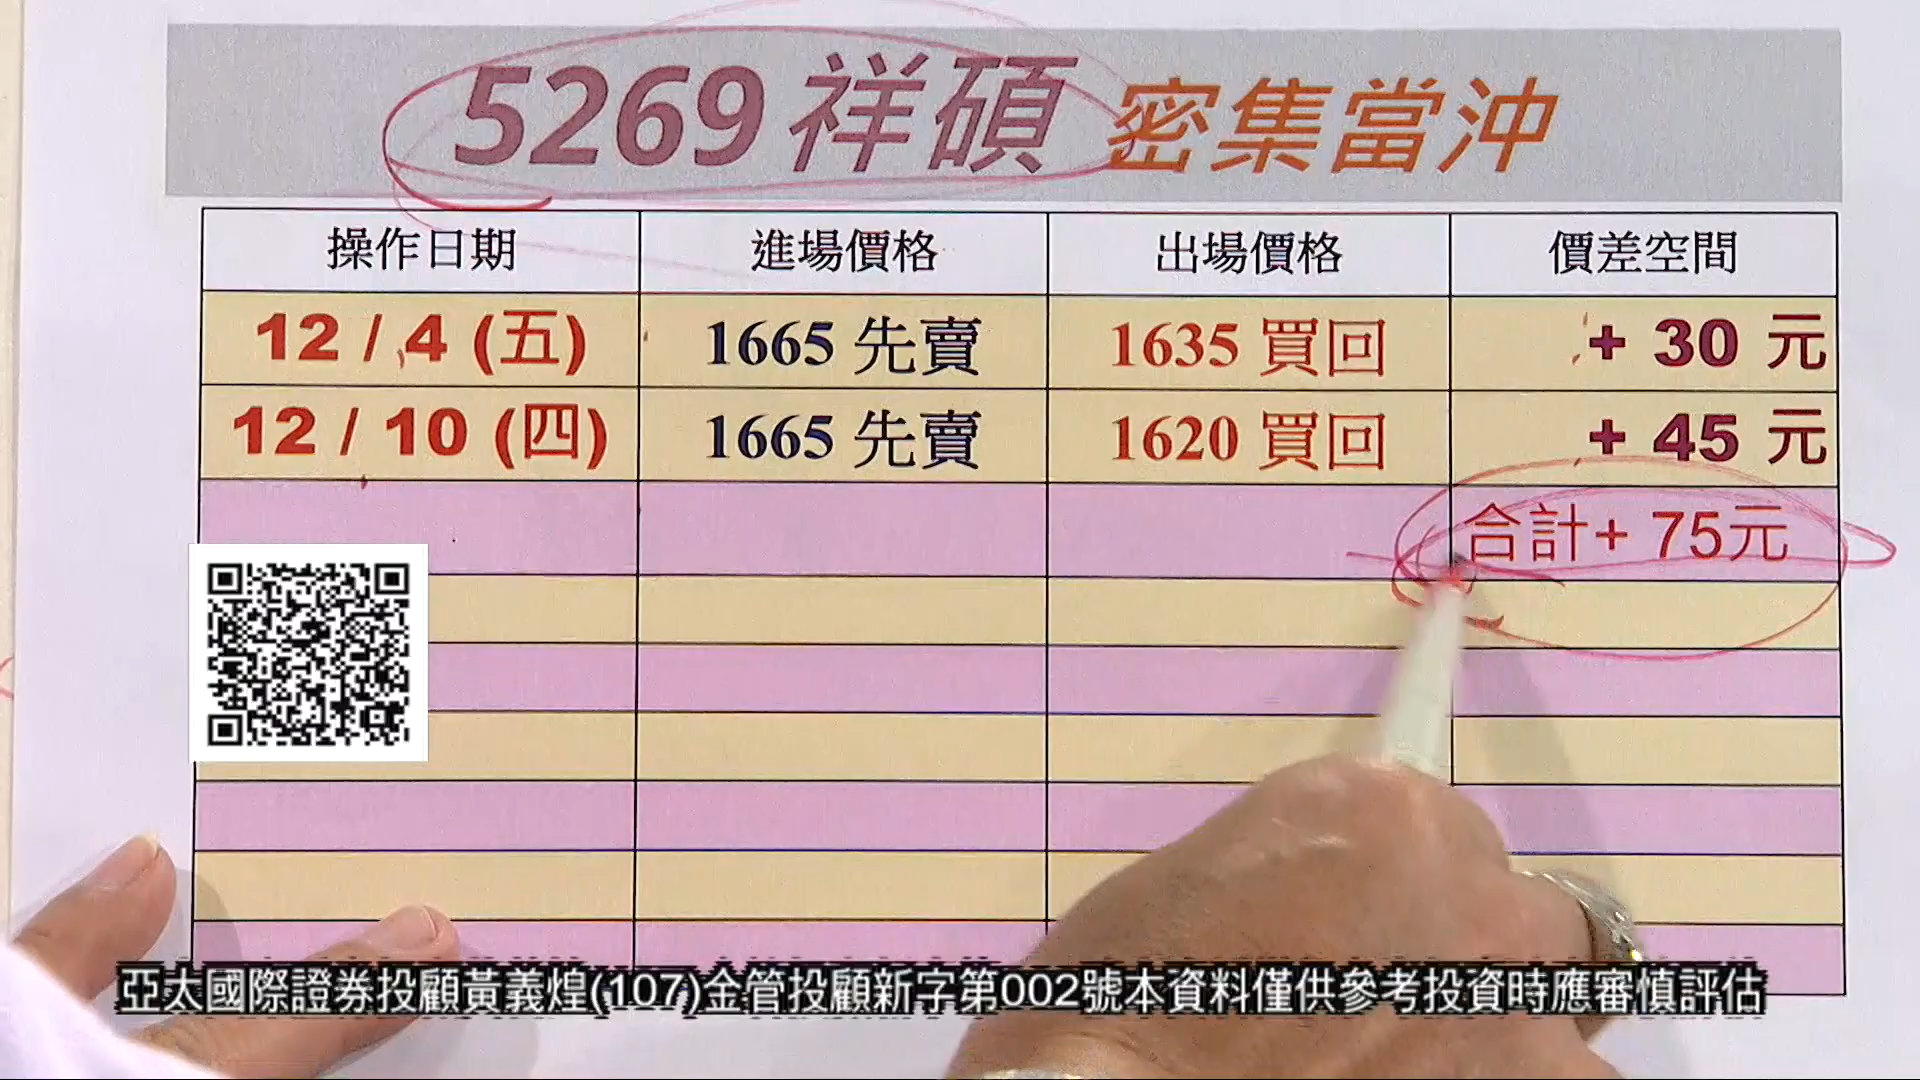 5269 祥碩 密集當沖
操作日期 進場價格 出場價格 價差空間
12 / 4 (五) 1665 先賣 1635 買回 + 30 元
12 / 10 (四) 1665 先賣 1620 買回 + 45 元
合計+ 75元
亞太國際證券投顧黃義煌(107)金管投顧新字第002號本資料僅供參考投資時應審慎評估